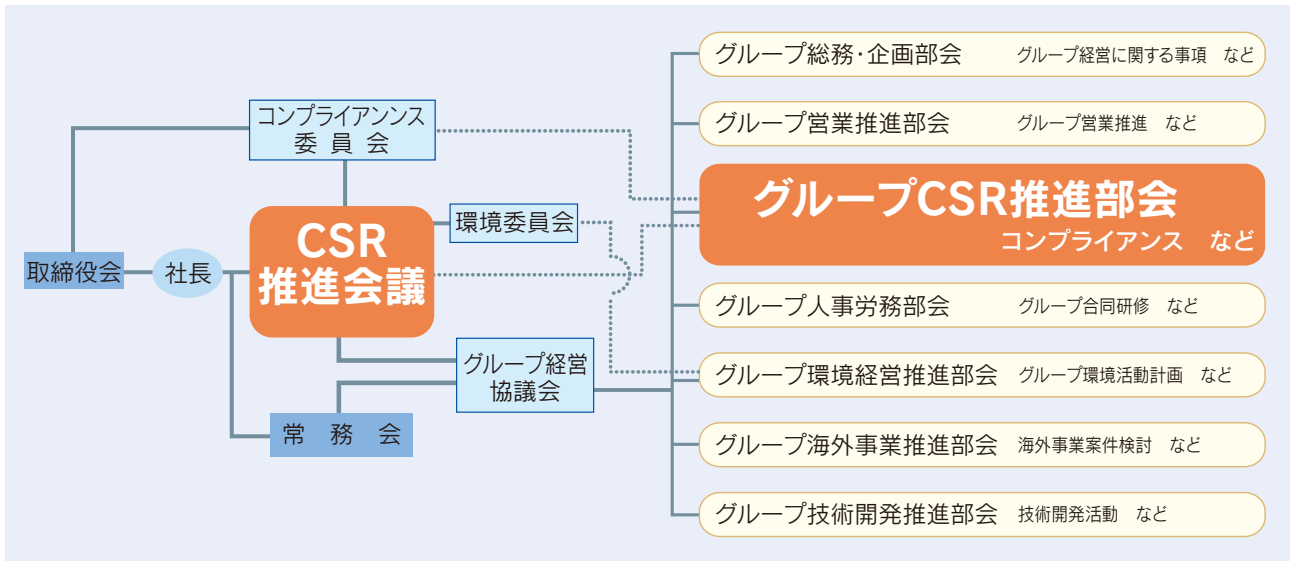 コンプライアンンス
委員会
CSR
推進会議
環境委員会
取締役会
社長
グループ経営
協議会
常務会
グループ総務・企画部会 グループ経営に関する事項 など
グループ営業推進部会 グループ営業推進 など
グループCSR推進部会
コンプライアンス など
グループ人事労務部会 グループ合同研修 など
グループ環境経営推進部会 グループ環境活動計画 など
グループ海外事業推進部会 海外事業案件検討 など
グループ技術開発推進部会 技術開発活動 など